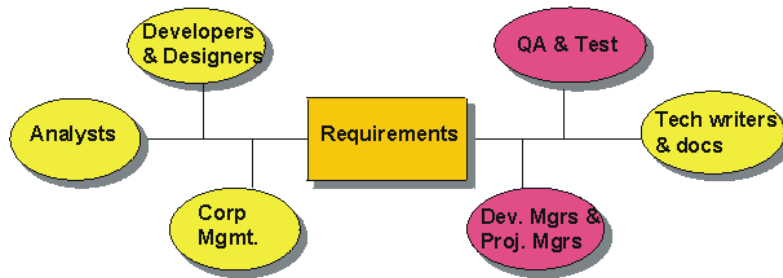 Developers
& Designers
QA & Test
Analysts
Requirements
Tech writers
& docs
Corp
Mgmt.
Dev. Mgrs &
Proj. Mgrs